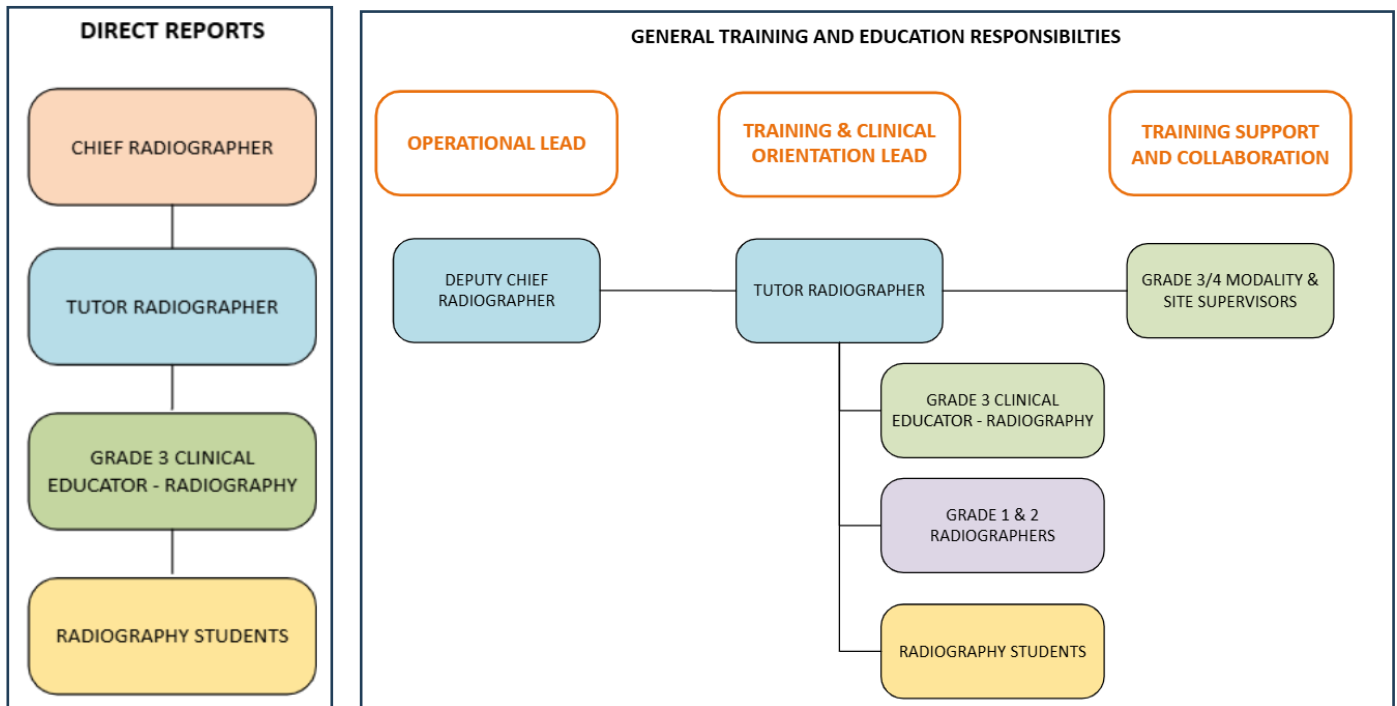 DIRECT REPORTS
CHIEF RADIOGRAPHER
TUTOR RADIOGRAPHER
GRADE 3 CLINICAL
EDUCATOR - RADIOGRAPHY
RADIOGRAPHY STUDENTS
GENERAL TRAINING AND EDUCATION RESPONSIBILTIES
OPERATIONAL LEAD
TRAINING & CLINICAL
ORIENTATION LEAD
TRAINING SUPPORT
AND COLLABORATION
DEPUTY CHIEF
RADIOGRAPHER
TUTOR RADIOGRAPHER
GRADE 3/4 MODALITY &
SITE SUPERVISORS
GRADE 3 CLINICAL
EDUCATOR - RADIOGRAPHY
GRADE 1 & 2
RADIOGRAPHERS
RADIOGRAPHY STUDENTS